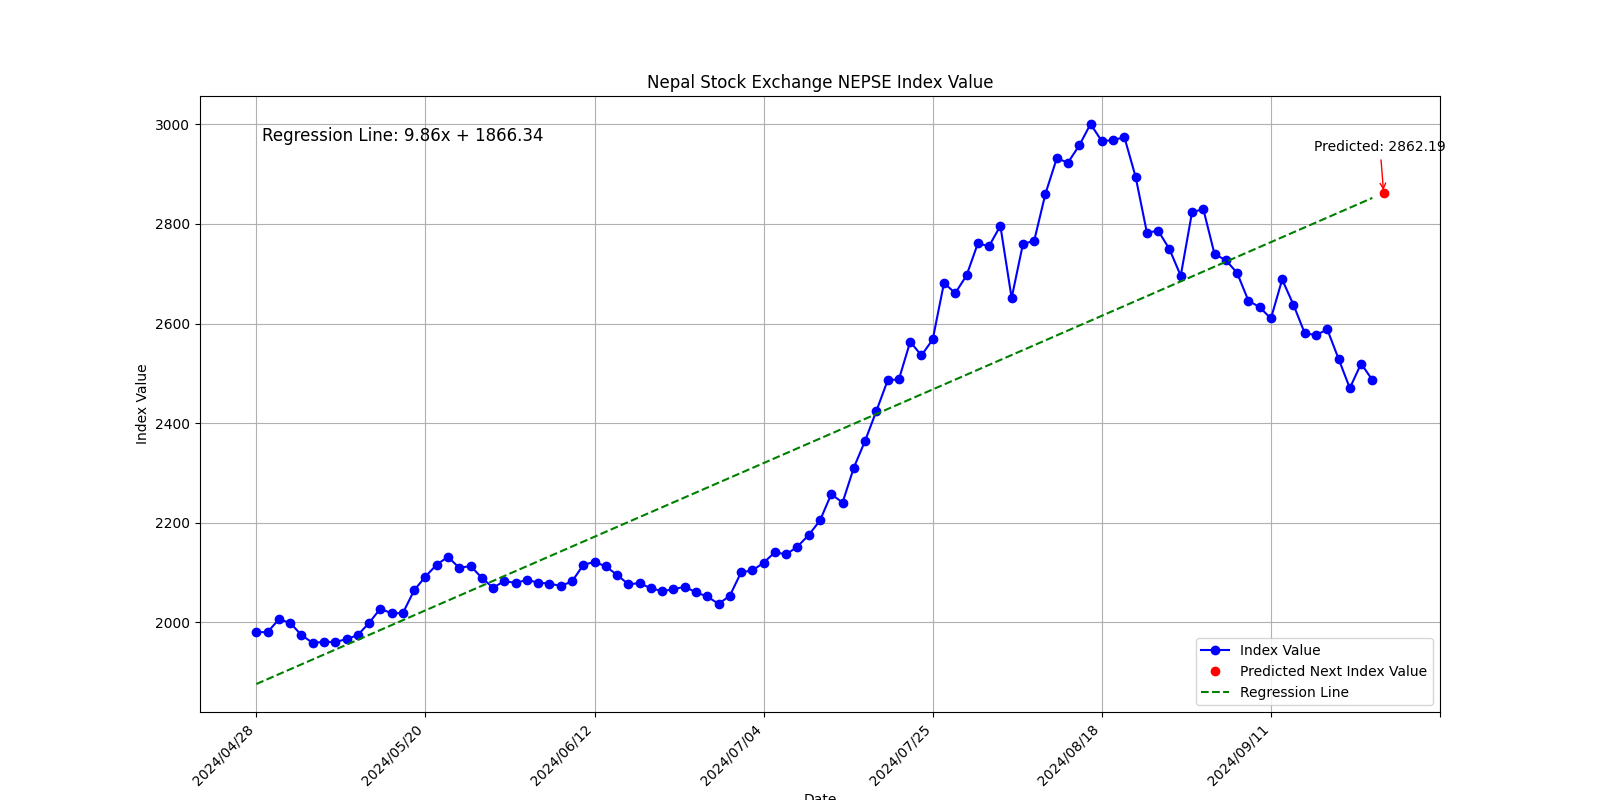 Nepal Stock Exchange NEPSE Index Value
Regression Line: 9.86x + 1866.34
Predicted: 2862.19
3000
2800
2600
2400
2200
2000
Index Value
Index Value
Predicted Next Index Value
Regression Line
2024/04/28
2024/05/20
2024/06/12
2024/07/04
2024/07/25
2024/08/18
2024/09/11
Date